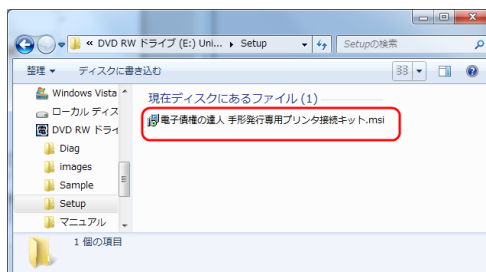 « DVD RW ドライブ (E:) Uni... ▸ Setup
Setupの検索
整理 ▼
ディスクに書き込む
Windows Vista
ローカル ディス
DVD RW ドライ
Diag
images
Sample
Setup
マニュアル
現在ディスクにあるファイル (1)
電子債権の達人 手形発行専用プリンタ接続キット.msi
1 個の項目